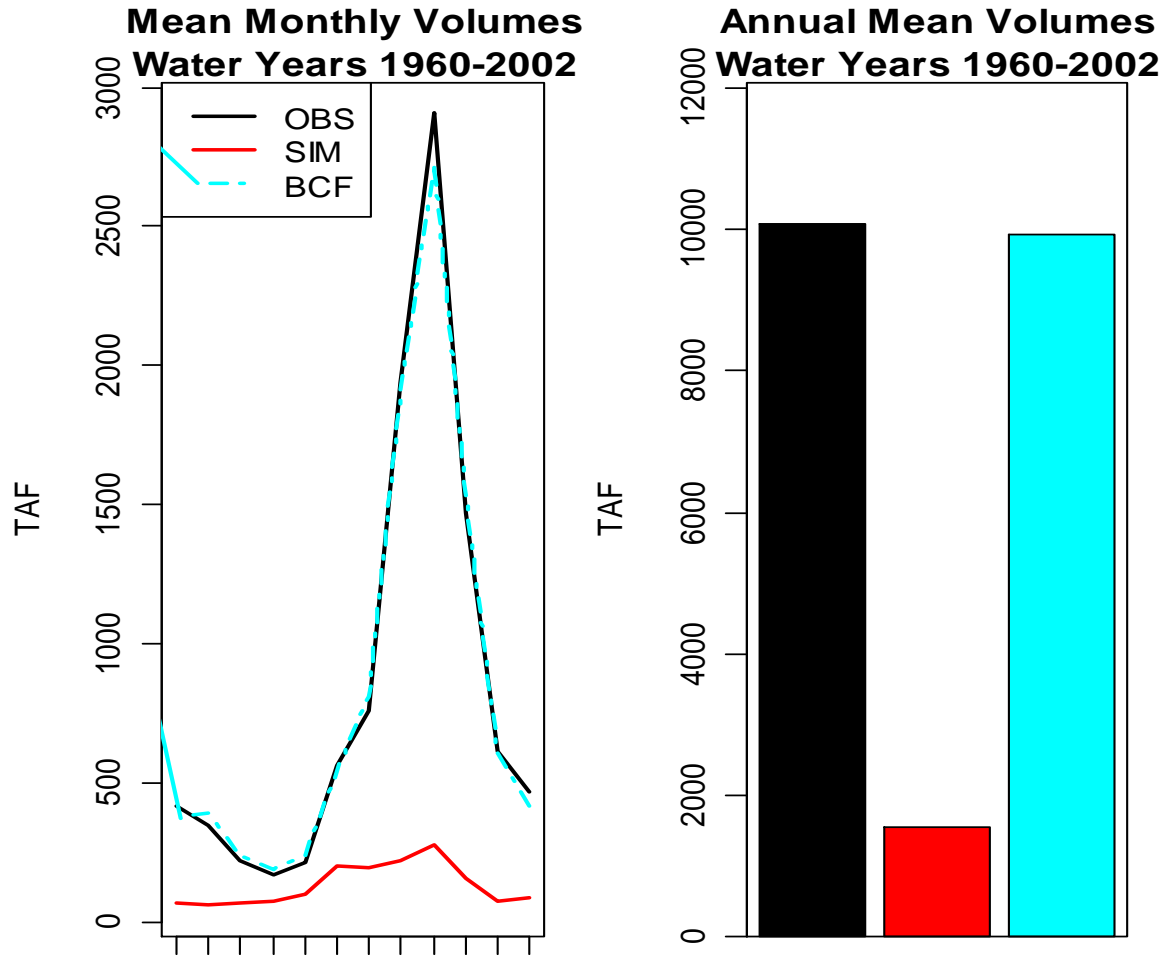 Mean Monthly Volumes
Water Years 1960-2002
3000
2500
2000
1500
1000
500
0
TAF
OBS
SIM
BCF
Annual Mean Volumes
Water Years 1960-2002
12000
10000
8000
6000
4000
2000
0
TAF